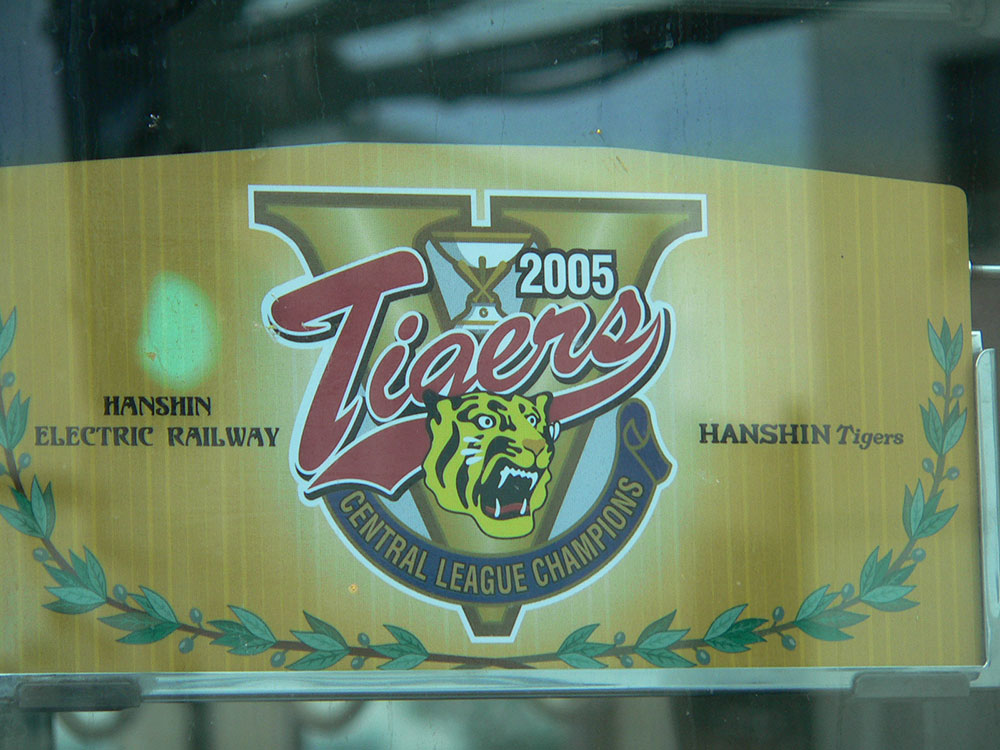 2005
Tigers
HANSHIN
ELECTRIC RAILWAY
HANSHIN Tigers
CENTRAL LEAGUE CHAMPIONS